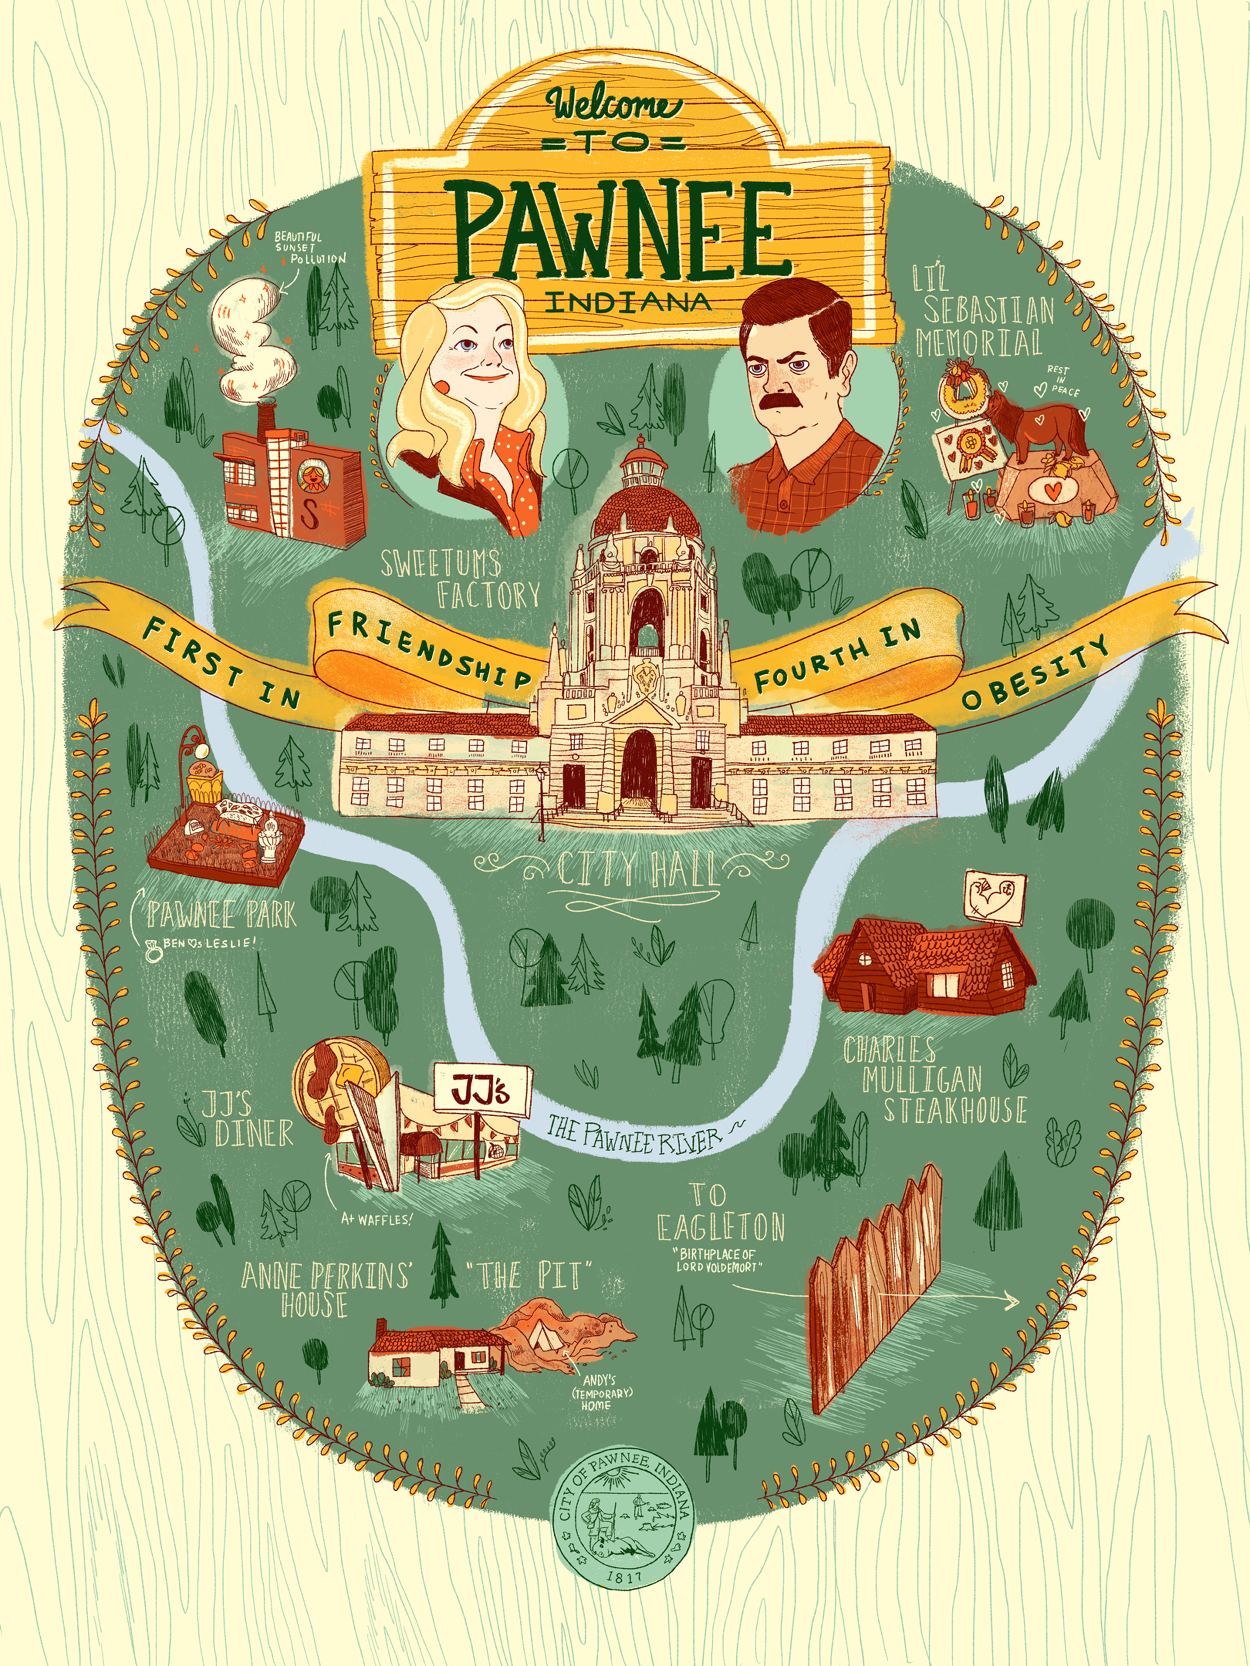 Welcome
=TO=
PAWNEE
INDIANA
BEAUTIFUL
SUNSET
POLLUTION
LI'L
SEBASTIAN
MEMORIAL
REST
IN
PEACE
S
SWEETUMS
FACTORY
FIRST IN
FRIENDSHIP
FOURTH IN
OBESITY
CITY HALL
PAWNEE PARK
BEN ♡s LESLIE!
CHARLES
MULLIGAN
STEAKHOUSE
JJ'S
DINER
JJ's
A+ WAFFLES!
THE PAWNEE RIVER ~
TO
EAGLETON
"BIRTHPLACE OF
LORD VOLDEMORT"
ANNE PERKINS'
HOUSE
"THE PIT"
ANDY'S
(TEMPORARY)
HOME
CITY OF PAWNEE, INDIANA
1817